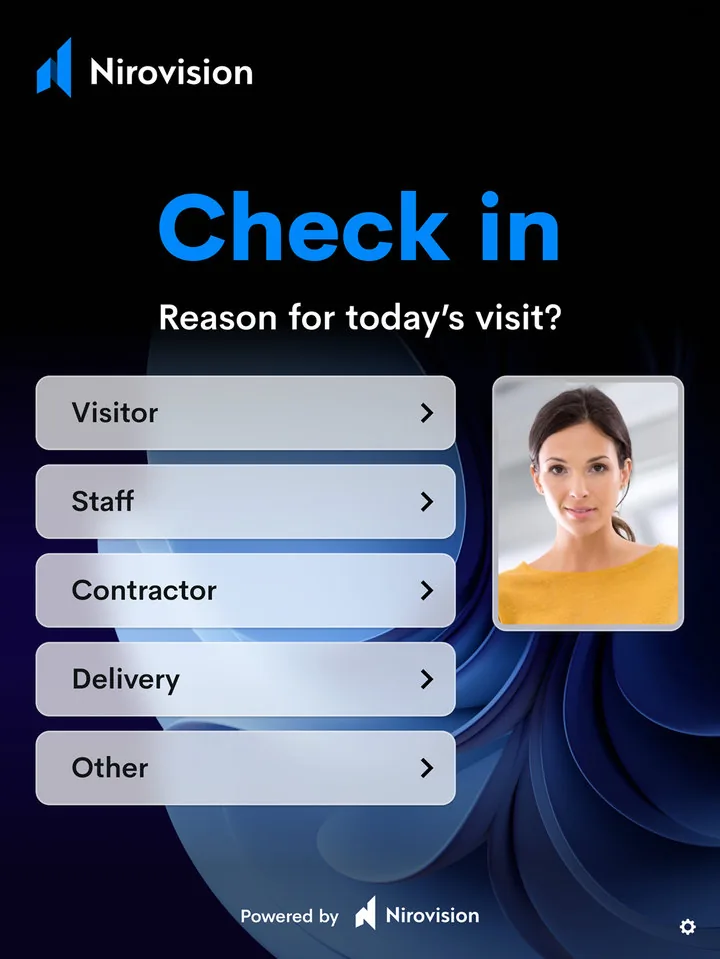 Nirovision
Check in
Reason for today’s visit?
Visitor
Staff
Contractor
Delivery
Other
Powered by Nirovision